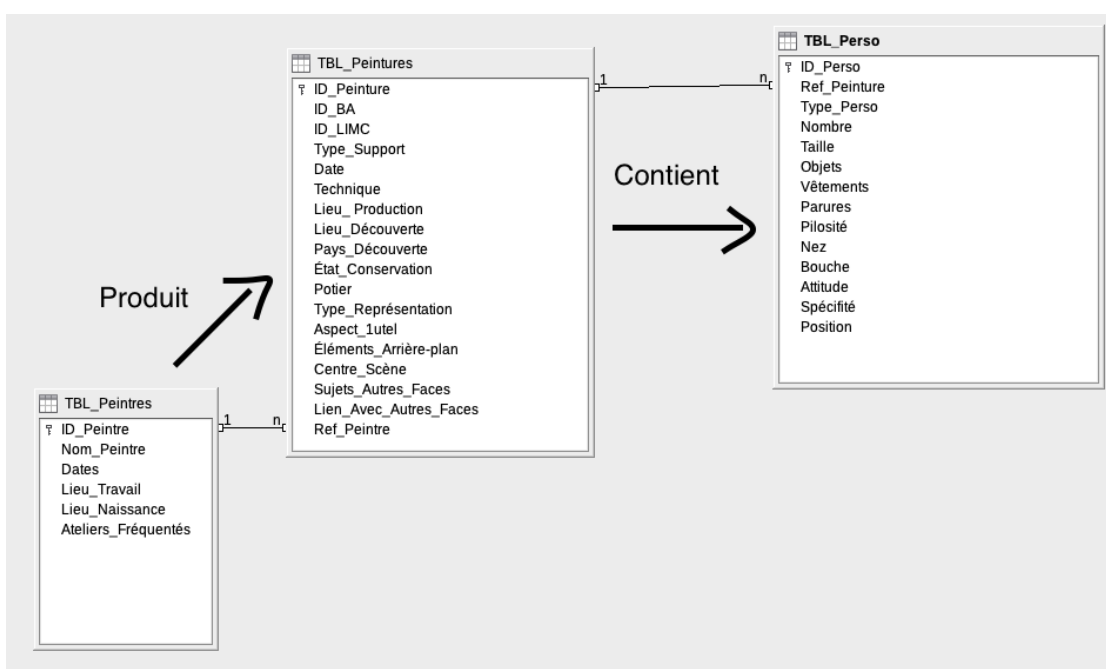 TBL_Peintres
ID_Peintre
Nom_Peintre
Dates
Lieu_Travail
Lieu_Naissance
Ateliers_Fréquentés
1
n
Produit
TBL_Peintures
ID_Peinture
ID_BA
ID_LIMC
Type_Support
Date
Technique
Lieu_ Production
Lieu_Découverte
Pays_Découverte
État_Conservation
Potier
Type_Représentation
Aspect_1utel
Éléments_Arrière-plan
Centre_Scène
Sujets_Autres_Faces
Lien_Avec_Autres_Faces
Ref_Peintre
1
n
Contient
TBL_Perso
ID_Perso
Ref_Peinture
Type_Perso
Nombre
Taille
Objets
Vêtements
Parures
Pilosité
Nez
Bouche
Attitude
Spécifité
Position